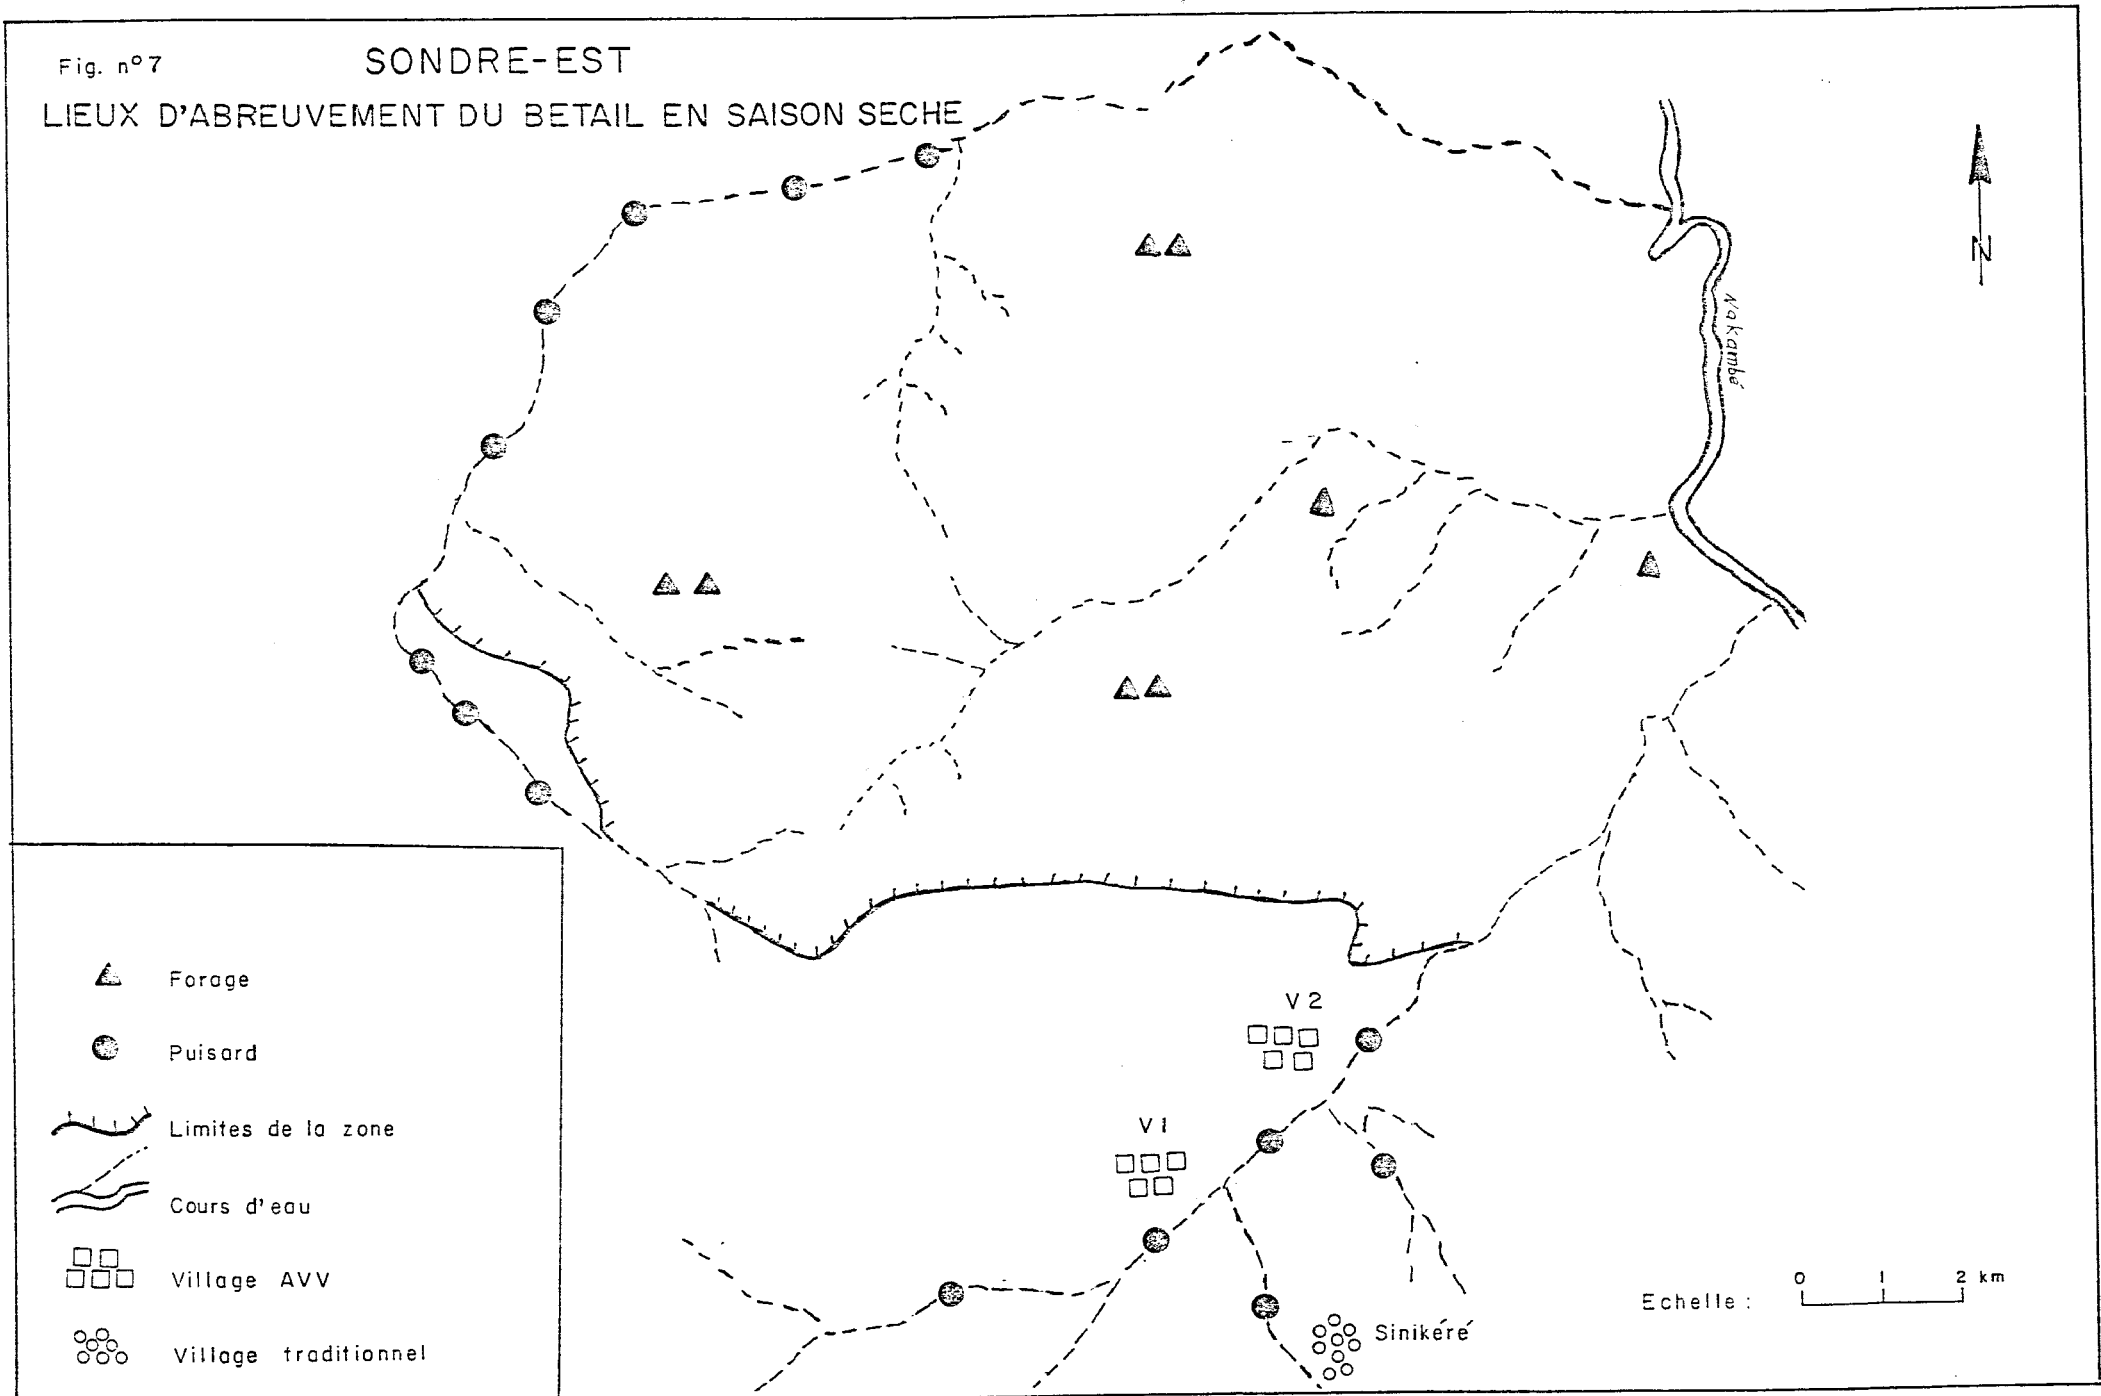 Fig. n° 7
SONDRE-EST
LIEUX D'ABREUVEMENT DU BETAIL EN SAISON SECHE
N
Nakambé
V 2
V 1
Sinikéré
Forage
Puisard
Limites de la zone
Cours d'eau
Village AVV
Village traditionnel
Echelle :
0 1 2 km